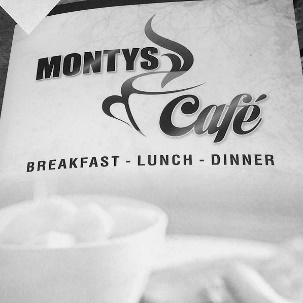 MONTYS
Café
BREAKFAST - LUNCH - DINNER